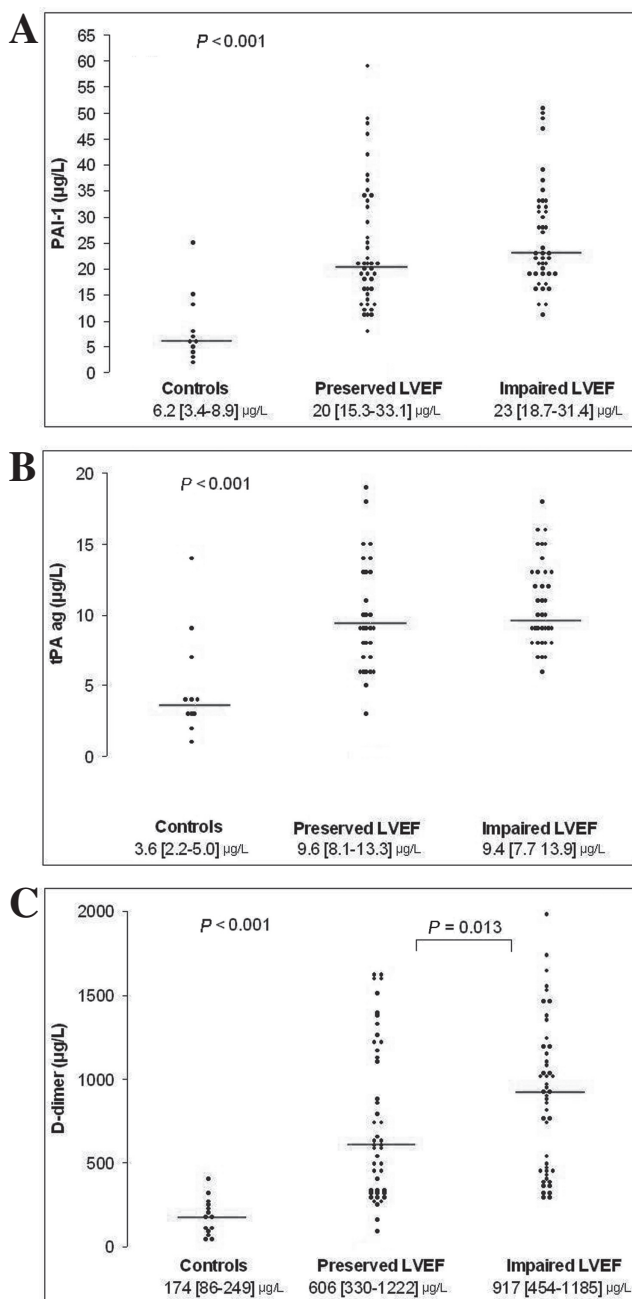 A
P < 0.001
65
60
55
50
45
40
35
30
25
20
15
10
5
0
PAI-1 (µg/L)
Controls Preserved LVEF Impaired LVEF
6.2 [3.4-8.9] µg/L 20 [15.3-33.1] µg/L 23 [18.7-31.4] µg/L
B
P < 0.001
20
15
10
5
0
tPA ag (µg/L)
Controls Preserved LVEF Impaired LVEF
3.6 [2.2-5.0] µg/L 9.6 [8.1-13.3] µg/L 9.4 [7.7 13.9] µg/L
C
P < 0.001 P = 0.013
2000
1500
1000
500
0
D-dimer (µg/L)
Controls Preserved LVEF Impaired LVEF
174 [86-249] µg/L 606 [330-1222] µg/L 917 [454-1185] µg/L